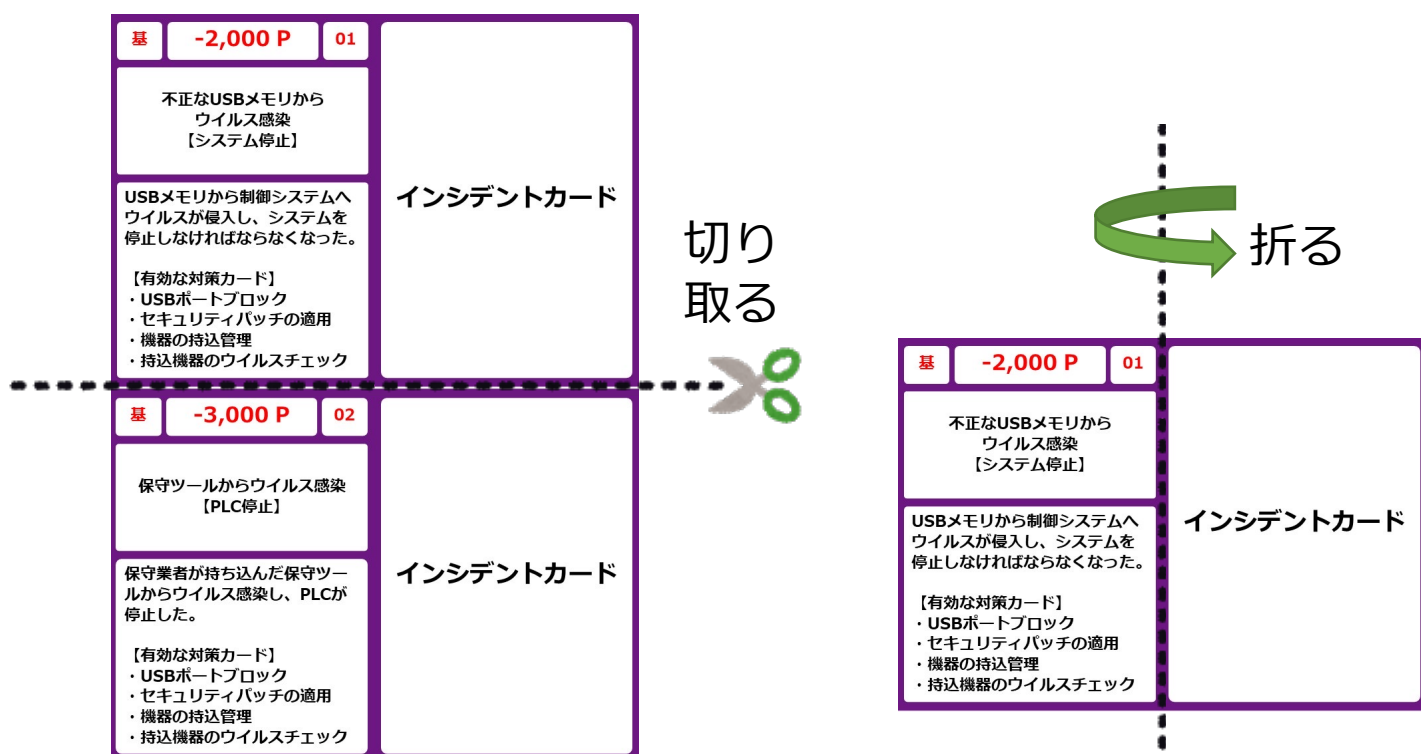 基 -2,000 P 01
不正なUSBメモリから
ウイルス感染
【システム停止】
USBメモリから制御システムへ
ウイルスが侵入し、システムを
停止しなければならなくなった。
【有効な対策カード】
・USBポートブロック
・セキュリティパッチの適用
・機器の持込管理
・持込機器のウイルスチェック
インシデントカード
基 -3,000 P 02
保守ツールからウイルス感染
【PLC停止】
保守業者が持ち込んだ保守ツー
ルからウイルス感染し、PLCが
停止した。
【有効な対策カード】
・USBポートブロック
・セキュリティパッチの適用
・機器の持込管理
・持込機器のウイルスチェック
インシデントカード
切り
取る
折る
基 -2,000 P 01
不正なUSBメモリから
ウイルス感染
【システム停止】
USBメモリから制御システムへ
ウイルスが侵入し、システムを
停止しなければならなくなった。
【有効な対策カード】
・USBポートブロック
・セキュリティパッチの適用
・機器の持込管理
・持込機器のウイルスチェック
インシデントカード